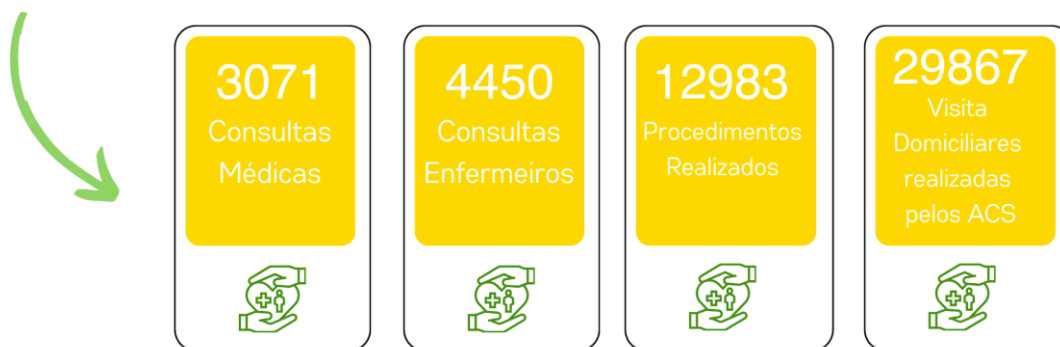 3071
Consultas
Médicas
4450
Consultas
Enfermeiros
12983
Procedimentos
Realizados
29867
Visita
Domiciliares
realizadas
pelos ACS